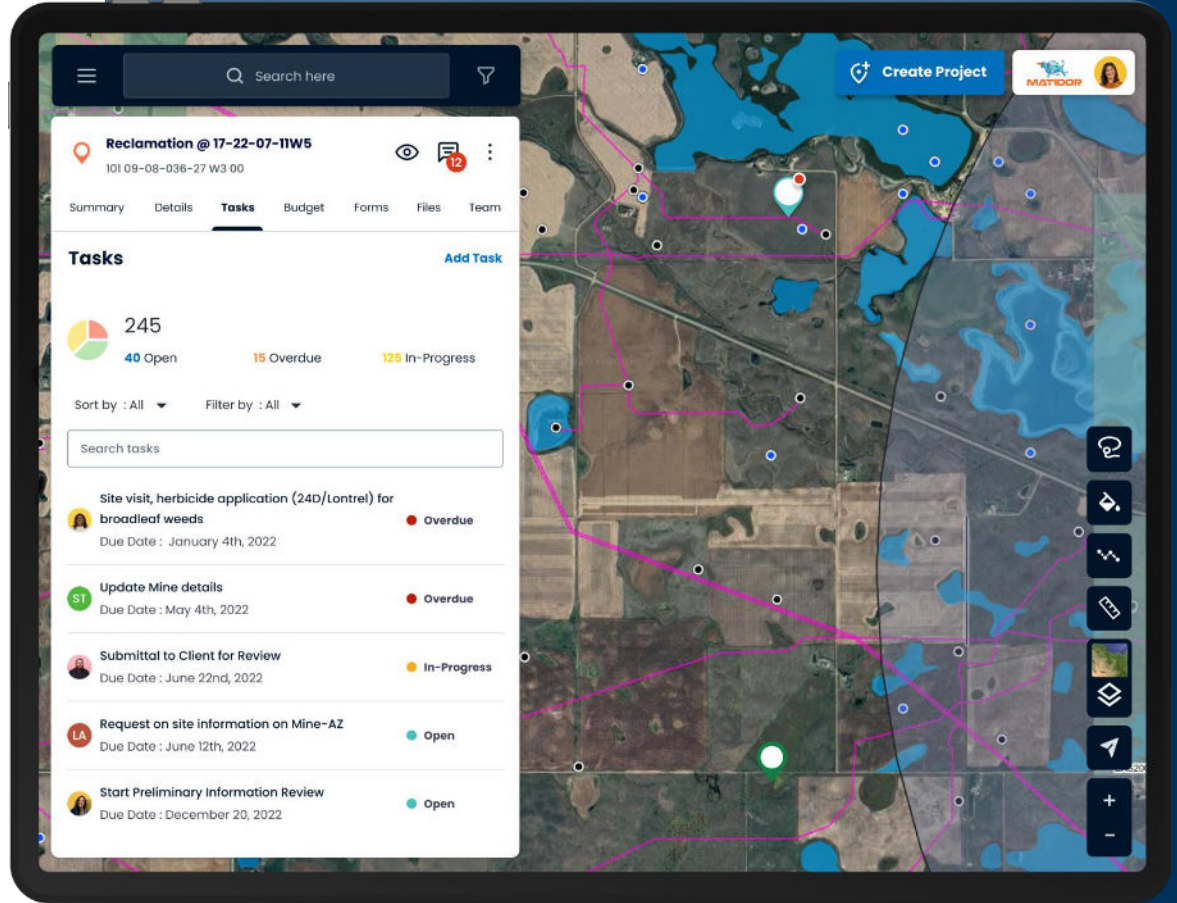 Search here
Create Project
MATIDOR
Reclamation @ 17-22-07-11W5
101 09-08-036-27 W3 00
12
Summary Details Tasks Budget Forms Files Team
Tasks
Add Task
245
40 Open 15 Overdue 125 In-Progress
Sort by : All Filter by : All
Search tasks
Site visit, herbicide application (24D/Lontrel) for
broadleaf weeds
Overdue
Due Date : January 4th, 2022
ST
Update Mine details
Overdue
Due Date : May 4th, 2022
Submittal to Client for Review
In-Progress
Due Date : June 22nd, 2022
LA
Request on site information on Mine-AZ
Open
Due Date : June 12th, 2022
Start Preliminary Information Review
Open
Due Date : December 20, 2022